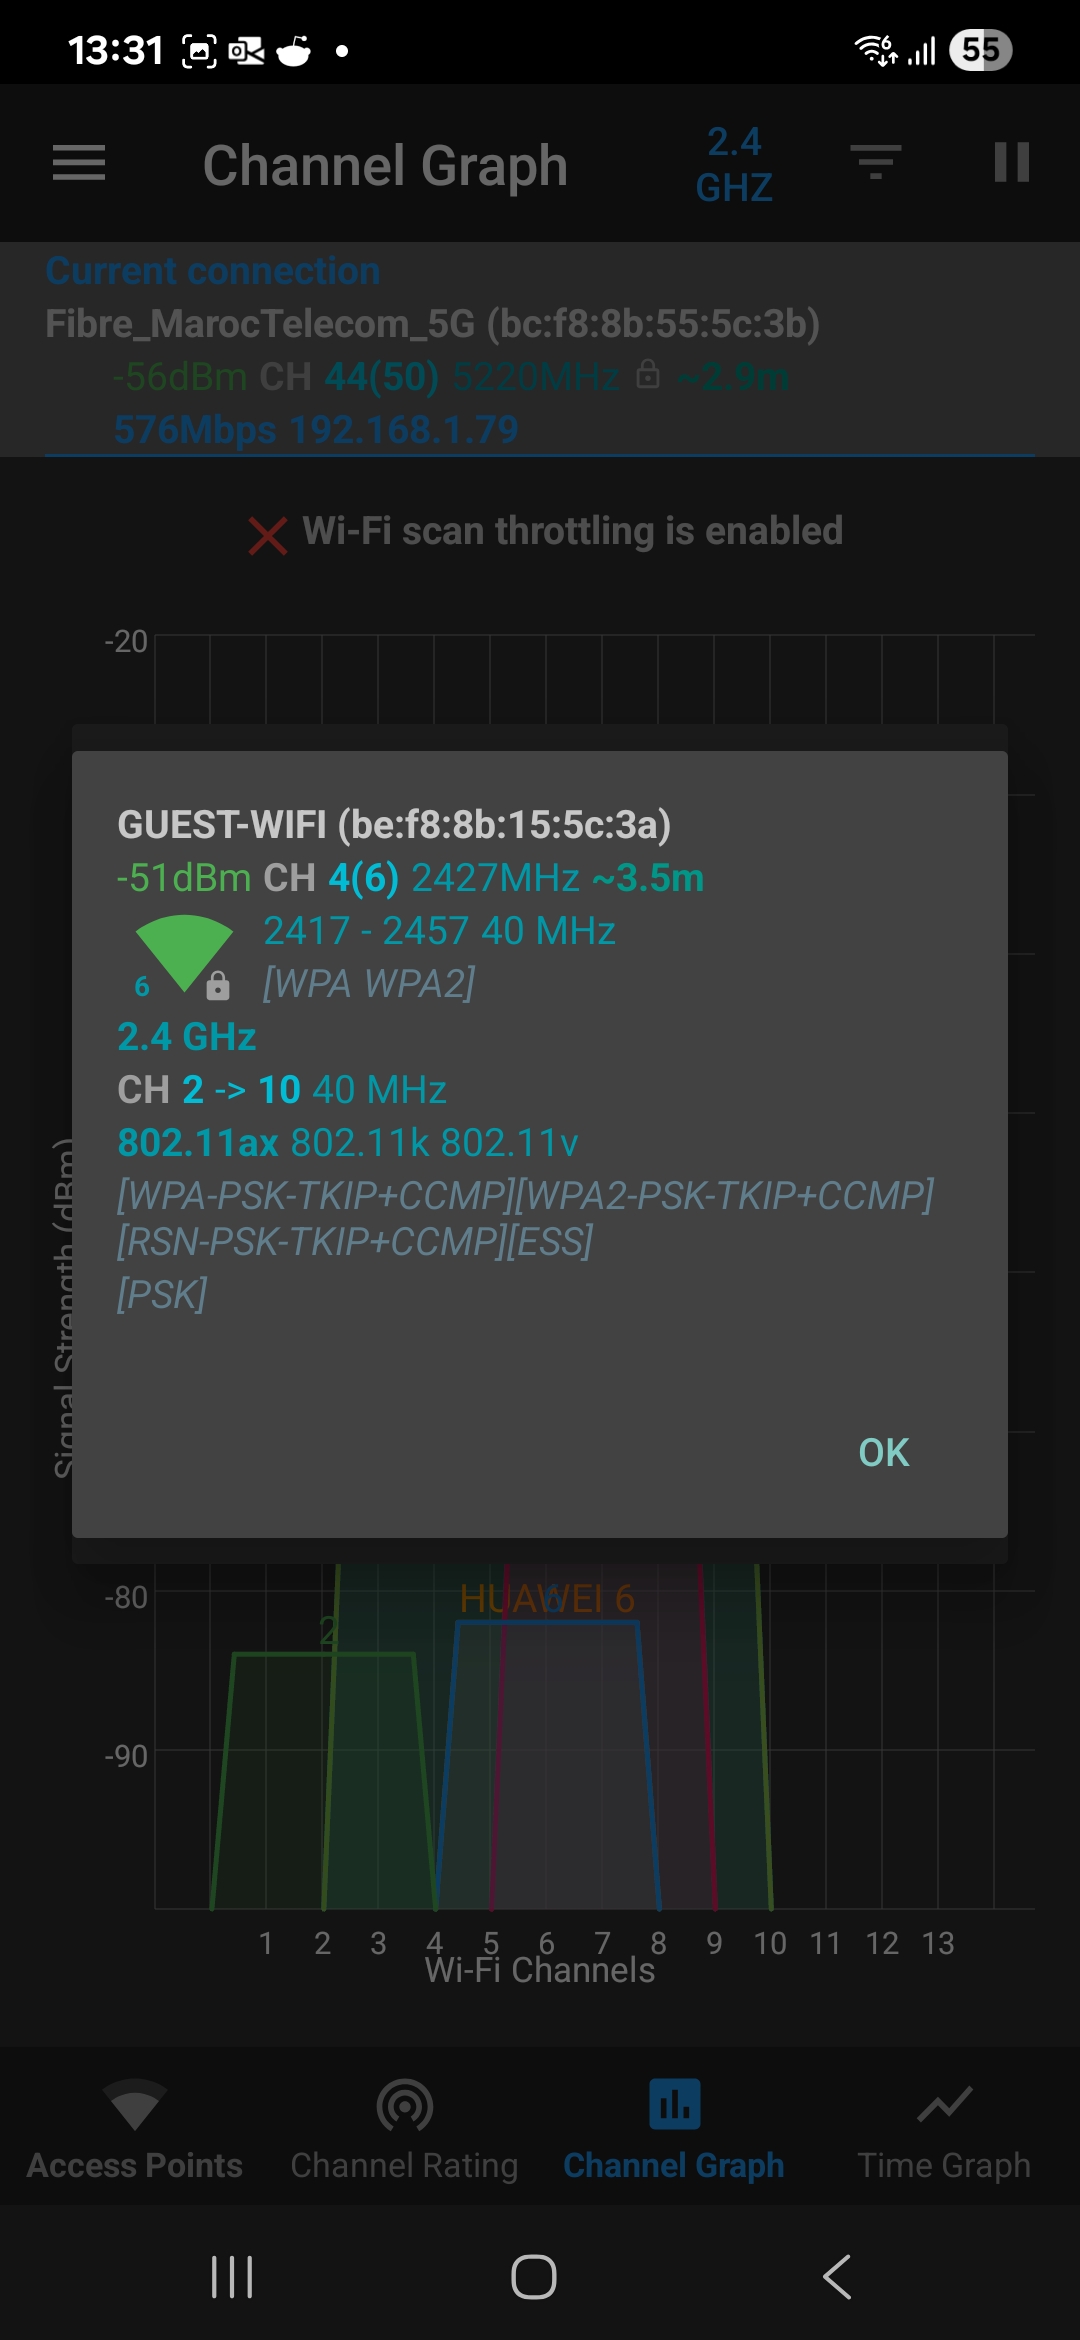 13:31
6
55
Channel Graph
2.4
GHZ
Current connection
Fibre_MarocTelecom_5G (bc:f8:8b:55:5c:3b)
-56dBm CH 44(50) 5220MHz ~2.9m
576Mbps 192.168.1.79
Wi-Fi scan throttling is enabled
-20
GUEST-WIFI (be:f8:8b:15:5c:3a)
-51dBm CH 4(6) 2427MHz ~3.5m
2417 - 2457 40 MHz
6
[WPA WPA2]
2.4 GHz
CH 2 -> 10 40 MHz
802.11ax 802.11k 802.11v
[WPA-PSK-TKIP+CCMP][WPA2-PSK-TKIP+CCMP]
[RSN-PSK-TKIP+CCMP][ESS]
[PSK]
OK
Signal Strength (dBm)
-80
HUAWEI 6
2
-90
1 2 3 4 5 6 7 8 9 10 11 12 13
Wi-Fi Channels
Access Points
Channel Rating
Channel Graph
Time Graph